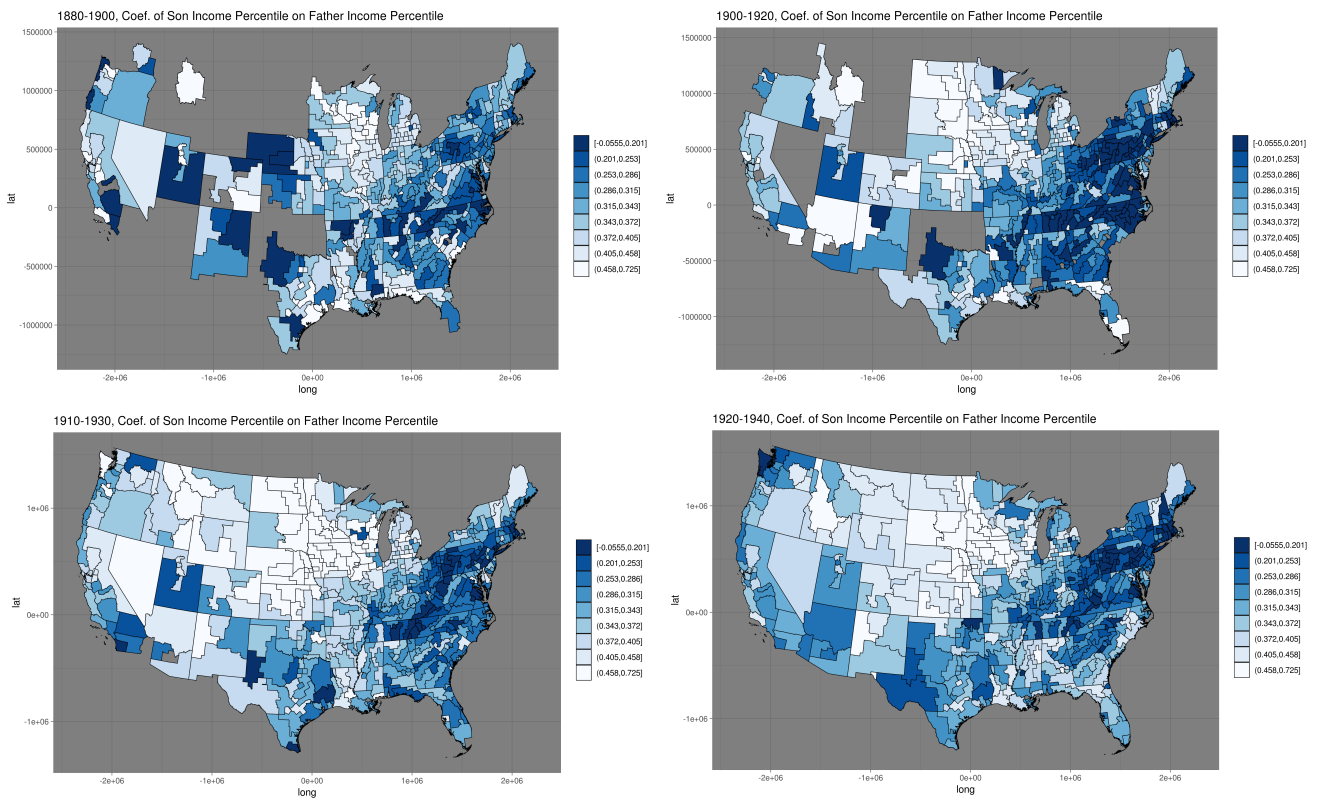 1880-1900, Coef. of Son Income Percentile on Father Income Percentile
1500000
1000000
500000
0
-500000
-1000000
lat
-2e+06
-1e+06
0e+00
1e+06
2e+06
long
[-0.0555,0.201]
(0.201,0.253]
(0.253,0.286]
(0.286,0.315]
(0.315,0.343]
(0.343,0.372]
(0.372,0.405]
(0.405,0.458]
(0.458,0.725]
1900-1920, Coef. of Son Income Percentile on Father Income Percentile
1500000
1000000
500000
0
-500000
-1000000
lat
-2e+06
-1e+06
0e+00
1e+06
2e+06
long
[-0.0555,0.201]
(0.201,0.253]
(0.253,0.286]
(0.286,0.315]
(0.315,0.343]
(0.343,0.372]
(0.372,0.405]
(0.405,0.458]
(0.458,0.725]
1910-1930, Coef. of Son Income Percentile on Father Income Percentile
1e+06
0e+00
-1e+06
lat
-2e+06
-1e+06
0e+00
1e+06
2e+06
long
[-0.0555,0.201]
(0.201,0.253]
(0.253,0.286]
(0.286,0.315]
(0.315,0.343]
(0.343,0.372]
(0.372,0.405]
(0.405,0.458]
(0.458,0.725]
1920-1940, Coef. of Son Income Percentile on Father Income Percentile
1e+06
0e+00
-1e+06
lat
-2e+06
-1e+06
0e+00
1e+06
2e+06
long
[-0.0555,0.201]
(0.201,0.253]
(0.253,0.286]
(0.286,0.315]
(0.315,0.343]
(0.343,0.372]
(0.372,0.405]
(0.405,0.458]
(0.458,0.725]